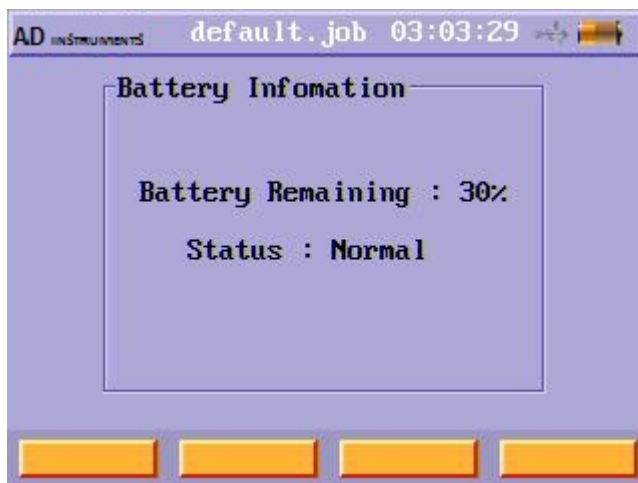 AD INSTRUMENTS default.job 03:03:29
Battery Infomation
Battery Remaining : 30%
Status : Normal